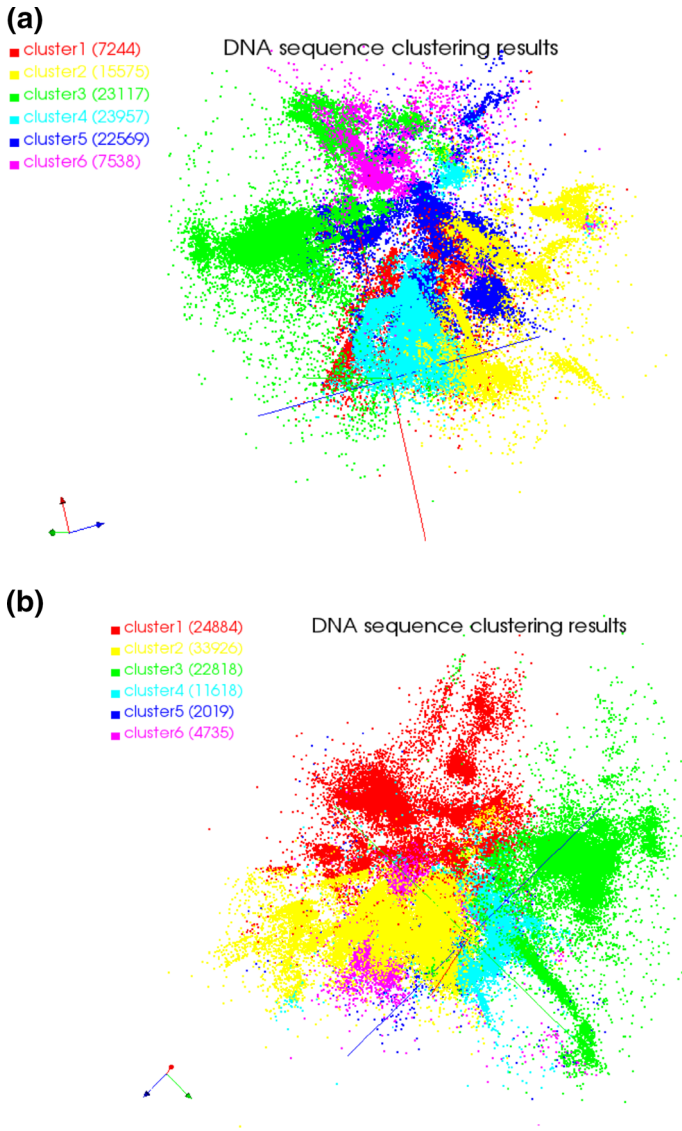 (a)
DNA sequence clustering results
cluster1 (7244)
cluster2 (15575)
cluster3 (23117)
cluster4 (23957)
cluster5 (22569)
cluster6 (7538)
(b)
DNA sequence clustering results
cluster1 (24884)
cluster2 (33926)
cluster3 (22818)
cluster4 (11618)
cluster5 (2019)
cluster6 (4735)